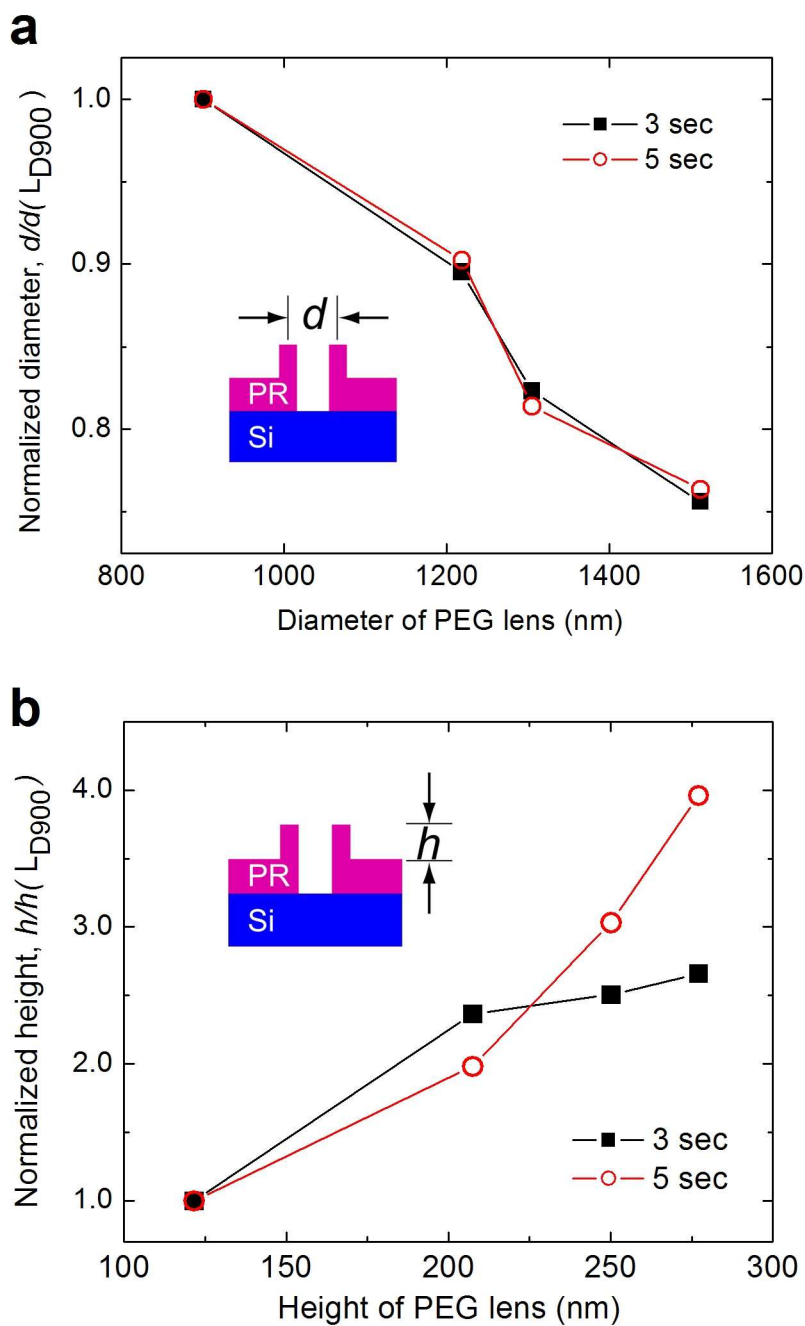 a
Normalized diameter, d/d( LD900)
1.0
0.9
0.8
3 sec
5 sec
d
PR
Si
800 1000 1200 1400 1600
Diameter of PEG lens (nm)
b
Normalized height, h/h( LD900)
4.0
3.0
2.0
1.0
h
PR
Si
3 sec
5 sec
100 150 200 250 300
Height of PEG lens (nm)